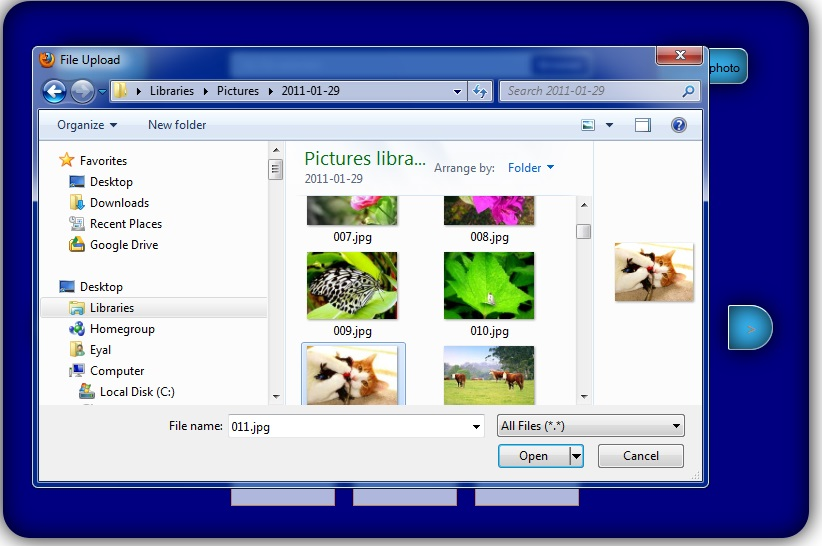 File Upload
photo
Libraries Pictures 2011-01-29
Search 2011-01-29
Organize New folder
Favorites
Desktop
Downloads
Recent Places
Google Drive
Desktop
Libraries
Homegroup
Eyal
Computer
Local Disk (C:)
Pictures libra...
2011-01-29
Arrange by: Folder
007.jpg
008.jpg
009.jpg
010.jpg
>
File name: 011.jpg
All Files (*.*)
Open
Cancel